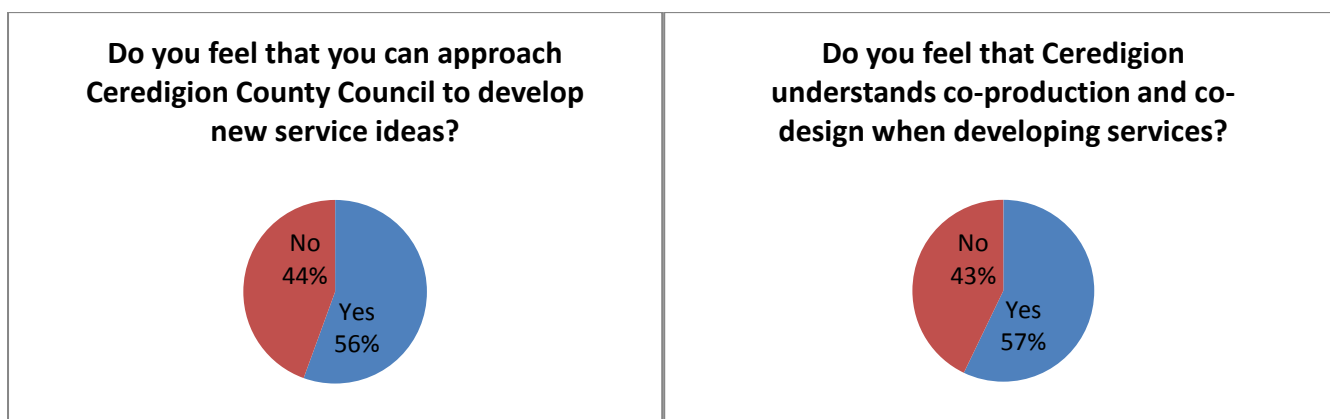 Do you feel that you can approach
Ceredigion County Council to develop
new service ideas?
No
44%
Yes
56%
Do you feel that Ceredigion
understands co-production and co-
design when developing services?
No
43%
Yes
57%